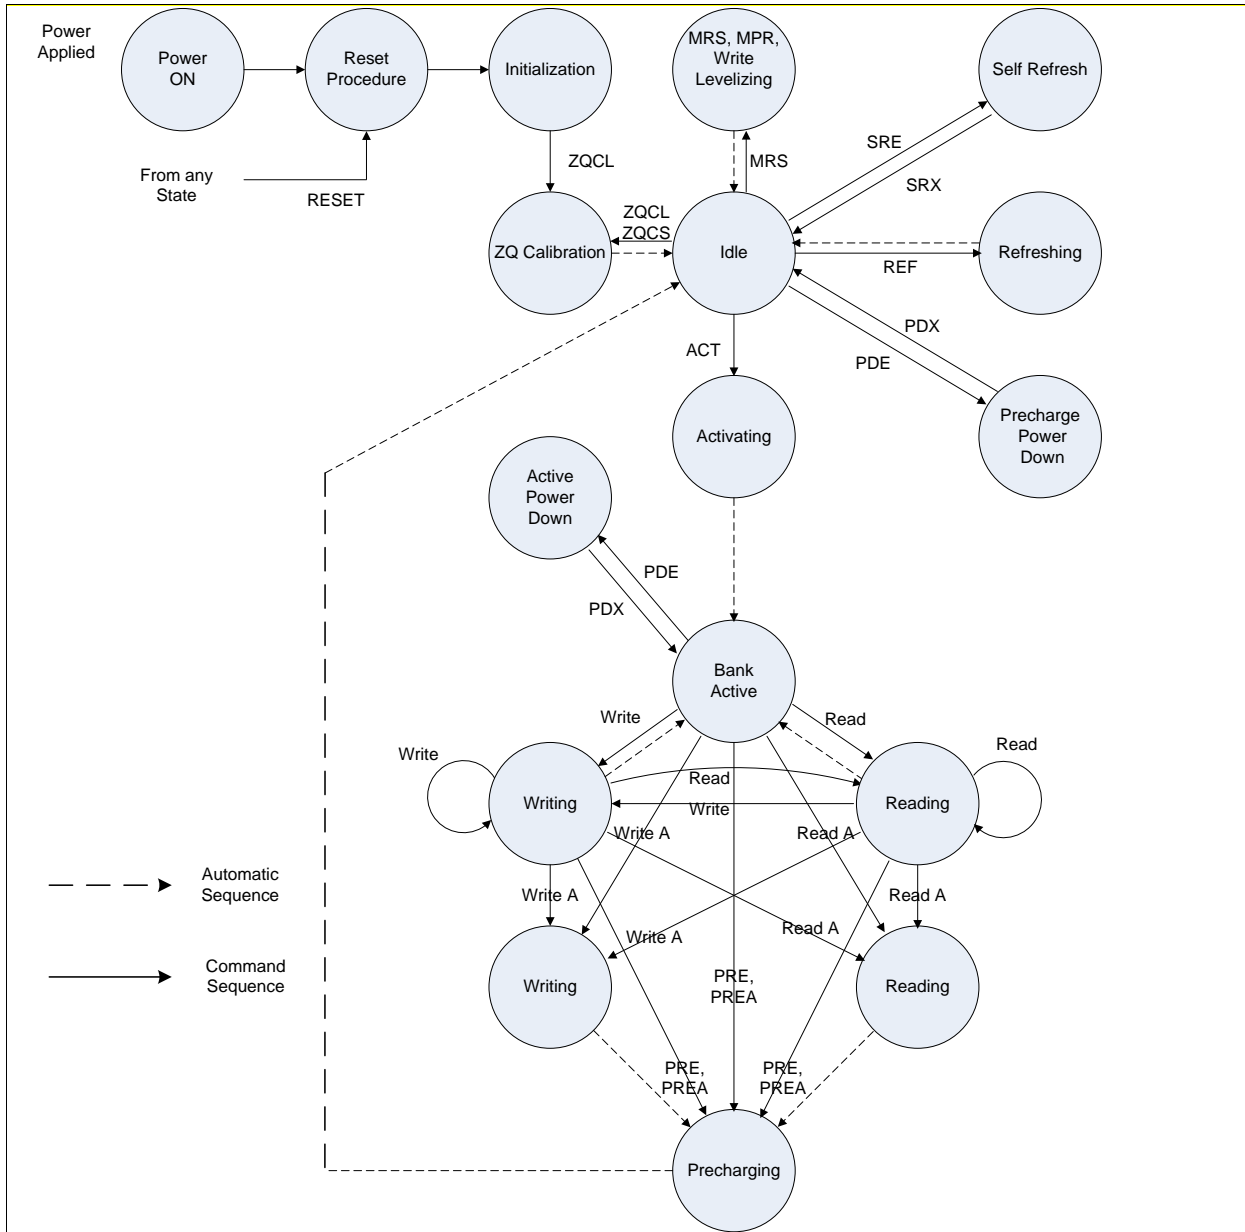 Power
Applied
Power
ON
Reset
Procedure
Initialization
MRS, MPR,
Write
Levelizing
Self Refresh
From any
State
RESET
ZQCL
MRS
SRE
SRX
ZQCL
ZQCS
ZQ Calibration
Idle
REF
Refreshing
ACT
PDX
PDE
Activating
Precharge
Power
Down
Active
Power
Down
PDE
PDX
Bank
Active
Write
Read
Write
Read
Writing
Read
Write
Reading
Write A
Read A
Automatic
Sequence
Write A
Read A
Write A
Read A
Command
Sequence
Writing
PRE,
PREA
Reading
PRE,
PREA
PRE,
PREA
Precharging